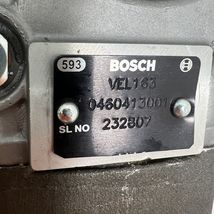 593 BOSCH
VEL163
0460413001
SL NO 232807